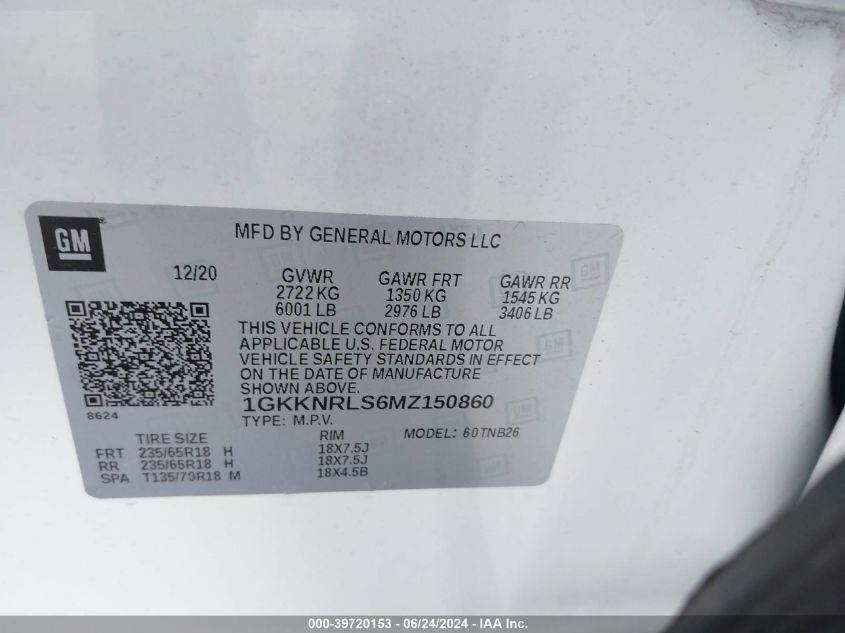 GM
MFD BY GENERAL MOTORS LLC
12/20 GVWR GAWR FRT GAWR RR
2722 KG 1350 KG 1545 KG
6001 LB 2976 LB 3406 LB
THIS VEHICLE CONFORMS TO ALL
APPLICABLE U.S. FEDERAL MOTOR
VEHICLE SAFETY STANDARDS IN EFFECT
ON THE DATE OF MANUFACTURE
SHOWN ABOVE.
8624
1GKKNRLS6MZ150860
TYPE: M.P.V.
TIRE SIZE RIM MODEL: 60TNB26
FRT 235/65R18 H 18X7.5J
RR 235/65R18 H 18X7.5J
SPA T135/70R18 M 18X4.5B
000-39720153 - 06/24/2024 - IAA Inc.